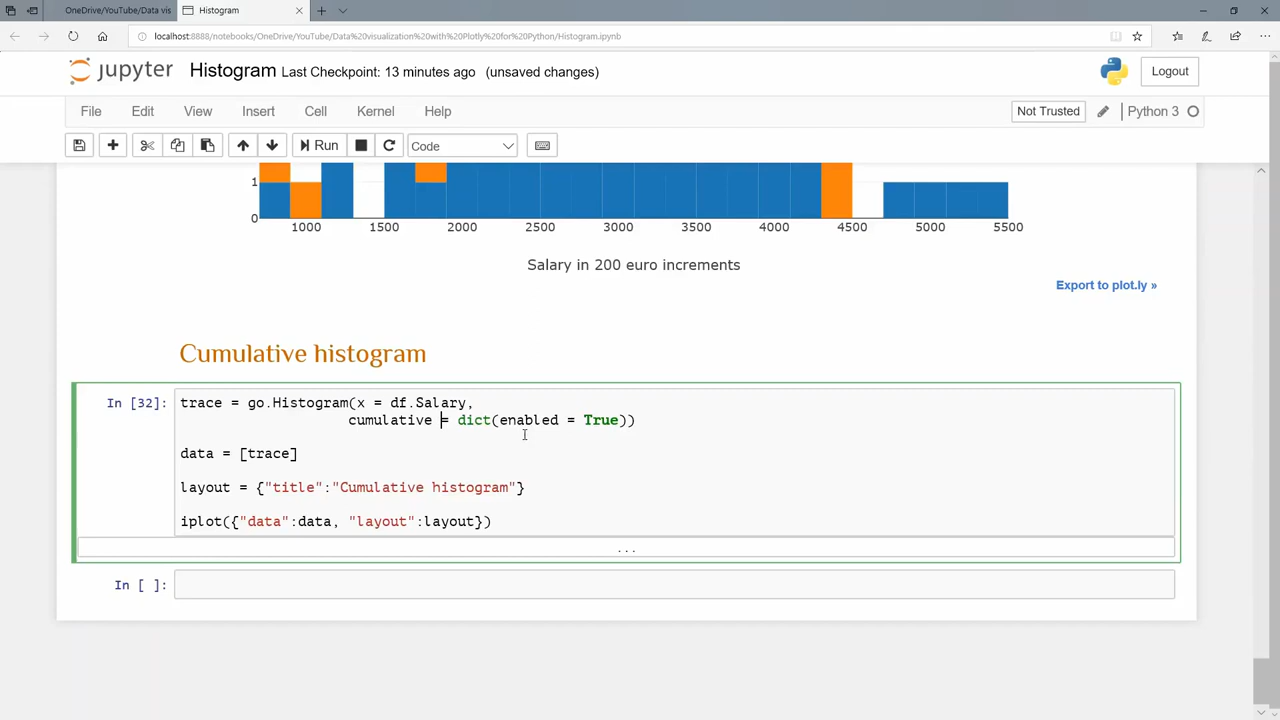 OneDrive/YouTube/Data vis
Histogram
localhost:8888/notebooks/OneDrive/YouTube/Data%20visualization%20with%20Plotly%20for%20Python/Histogram.ipynb
jupyter Histogram Last Checkpoint: 13 minutes ago (unsaved changes)
Logout
File Edit View Insert Cell Kernel Help
Not Trusted
Python 3
Run
Code
1
0
1000 1500 2000 2500 3000 3500 4000 4500 5000 5500
Salary in 200 euro increments
Export to plot.ly »
Cumulative histogram
In [32]: trace = go.Histogram(x = df.Salary,
cumulative = dict(enabled = True))
data = [trace]
layout = {"title":"Cumulative histogram"}
iplot({"data":data, "layout":layout})
...
In [ ]: